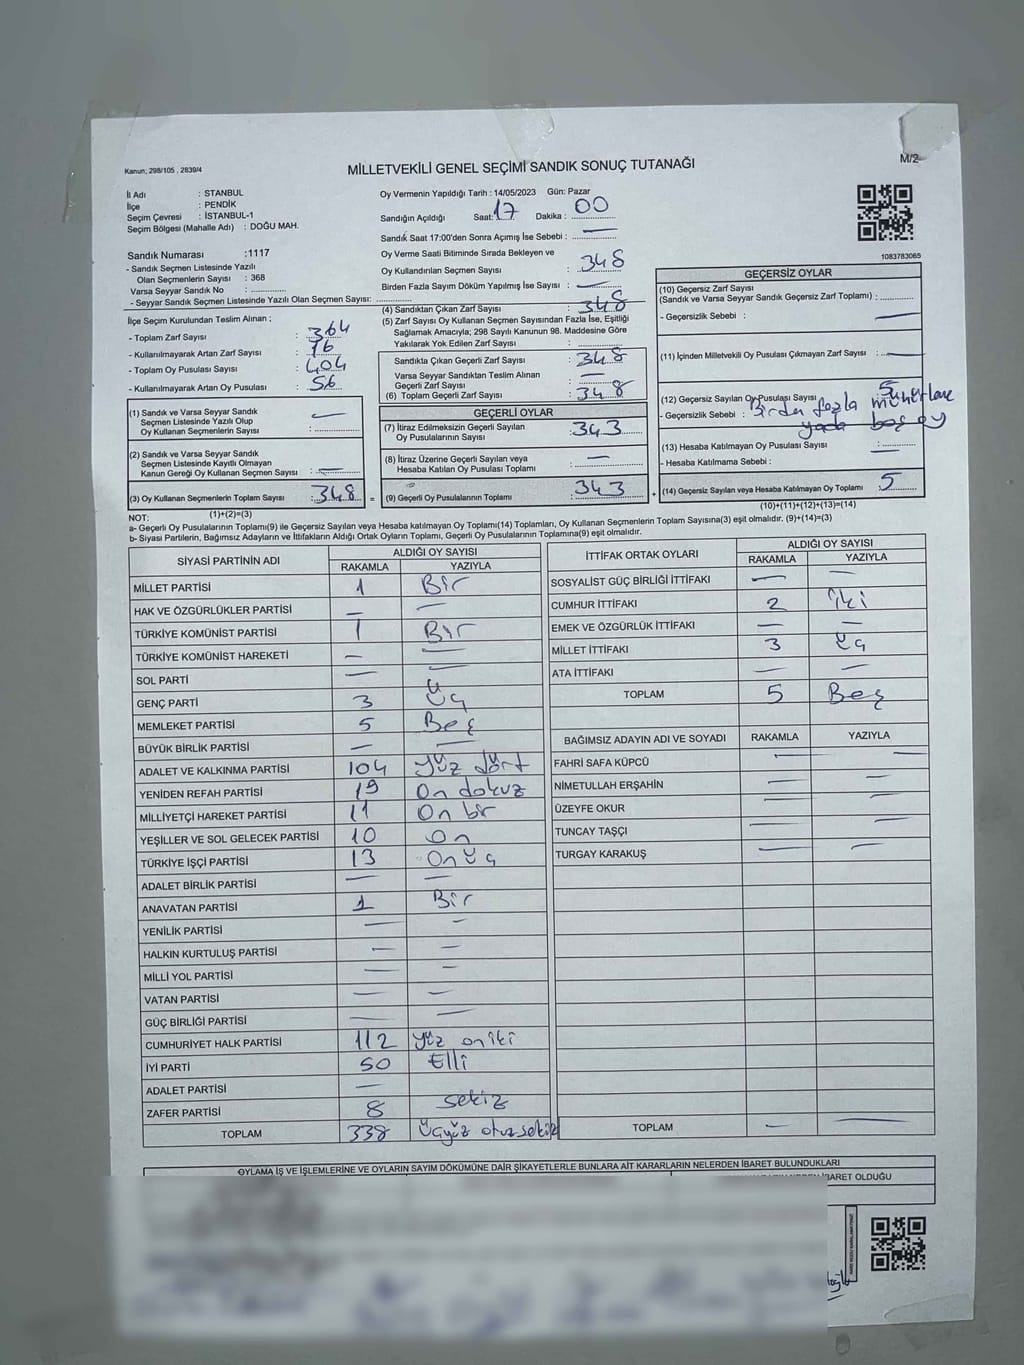 Kanun; 298/105 , 2839/4
MİLLETVEKİLİ GENEL SEÇİMİ SANDIK SONUÇ TUTANAĞI
M/2
İl Adı : STANBUL
İlçe : PENDİK
Seçim Çevresi : İSTANBUL-1
Seçim Bölgesi (Mahalle Adı) : DOĞU MAH.
Oy Vermenin Yapıldığı Tarih : 14/05/2023 Gün: Pazar
Sandığın Açıldığı Saat: 17 Dakika : 00
Sandık Saat 17:00'den Sonra Açımış İse Sebebi : —
1083783065
Sandık Numarası :1117
- Sandık Seçmen Listesinde Yazılı
Olan Seçmenlerin Sayısı : 368
Varsa Seyyar Sandık No :
- Seyyar Sandık Seçmen Listesinde Yazılı Olan Seçmen Sayısı:
Oy Verme Saati Bitiminde Sırada Bekleyen ve
Oy Kullandırılan Seçmen Sayısı : 348
Birden Fazla Sayım Döküm Yapılmış İse Sayısı : —
İlçe Seçim Kurulundan Teslim Alınan ;
- Toplam Zarf Sayısı : 364
- Kullanılmayarak Artan Zarf Sayısı : 16
- Toplam Oy Pusulası Sayısı : 404
- Kullanılmayarak Artan Oy Pusulası : 56
(4) Sandıktan Çıkan Zarf Sayısı : 348
(5) Zarf Sayısı Oy Kullanan Seçmen Sayısından Fazla İse, Eşitliği
Sağlamak Amacıyla; 298 Sayılı Kanunun 98. Maddesine Göre
Yakılarak Yok Edilen Zarf Sayısı :
Sandıkta Çıkan Geçerli Zarf Sayısı : 348
Varsa Seyyar Sandıktan Teslim Alınan
Geçerli Zarf Sayısı : —
(6) Toplam Geçerli Zarf Sayısı : 348
(1) Sandık ve Varsa Seyyar Sandık
Seçmen Listesinde Yazılı Olup
Oy Kullanan Seçmenlerin Sayısı : —
(2) Sandık ve Varsa Seyyar Sandık
Seçmen Listesinde Kayıtlı Olmayan
Kanun Gereği Oy Kullanan Seçmen Sayısı : —
(3) Oy Kullanan Seçmenlerin Toplam Sayısı : 348 =
(1)+(2)=(3)
GEÇERLİ OYLAR
(7) İtiraz Edilmeksizin Geçerli Sayılan
Oy Pusulalarının Sayısı : 343
(8) İtiraz Üzerine Geçerli Sayılan veya
Hesaba Katılan Oy Pusulası Toplamı : —
(9) Geçerli Oy Pusulalarının Toplamı : 343 +
GEÇERSİZ OYLAR
(10) Geçersiz Zarf Sayısı
(Sandık ve Varsa Seyyar Sandık Geçersiz Zarf Toplamı) :
- Geçersizlik Sebebi : —
(11) İçinden Milletvekili Oy Pusulası Çıkmayan Zarf Sayısı : —
(12) Geçersiz Sayılan Oy Pusulası Sayısı : 5
- Geçersizlik Sebebi : Birden fazla mühürleme
yada boş oy
(13) Hesaba Katılmayan Oy Pusulası Sayısı : —
- Hesaba Katılmama Sebebi :
(14) Geçersiz Sayılan veya Hesaba Katılmayan Oy Toplamı : 5
(10)+(11)+(12)+(13)=(14)
NOT:
a- Geçerli Oy Pusulalarının Toplamı(9) ile Geçersiz Sayılan veya Hesaba katılmayan Oy Toplamı(14) Toplamları, Oy Kullanan Seçmenlerin Toplam Sayısına(3) eşit olmalıdır. (9)+(14)=(3)
b- Siyasi Partilerin, Bağımsız Adayların ve İttifakların Aldığı Ortak Oyların Toplamı, Geçerli Oy Pusulalarının Toplamına(9) eşit olmalıdır.
SİYASİ PARTİNİN ADI ALDIĞI OY SAYISI
RAKAMLA YAZIYLA
MİLLET PARTİSİ 1 Bir
HAK VE ÖZGÜRLÜKLER PARTİSİ — —
TÜRKİYE KOMÜNİST PARTİSİ 1 Bir
TÜRKİYE KOMÜNİST HAREKETİ — —
SOL PARTİ — —
GENÇ PARTİ 3 Üç
MEMLEKET PARTİSİ 5 Beş
BÜYÜK BİRLİK PARTİSİ — —
ADALET VE KALKINMA PARTİSİ 104 Yüz dört
YENİDEN REFAH PARTİSİ 19 On dokuz
MİLLİYETÇİ HAREKET PARTİSİ 11 On bir
YEŞİLLER VE SOL GELECEK PARTİSİ 10 On
TÜRKİYE İŞÇİ PARTİSİ 13 On üç
ADALET BİRLİK PARTİSİ — —
ANAVATAN PARTİSİ 1 Bir
YENİLİK PARTİSİ — —
HALKIN KURTULUŞ PARTİSİ — —
MİLLİ YOL PARTİSİ — —
VATAN PARTİSİ — —
GÜÇ BİRLİĞİ PARTİSİ — —
CUMHURİYET HALK PARTİSİ 112 Yüz on iki
İYİ PARTİ 50 Elli
ADALET PARTİSİ —
ZAFER PARTİSİ 8 Sekiz
TOPLAM 338 Üçyüz otuzsekiz
İTTİFAK ORTAK OYLARI ALDIĞI OY SAYISI
RAKAMLA YAZIYLA
SOSYALİST GÜÇ BİRLİĞİ İTTİFAKI — —
CUMHUR İTTİFAKI 2 İki
EMEK VE ÖZGÜRLÜK İTTİFAKI — —
MİLLET İTTİFAKI 3 Üç
ATA İTTİFAKI — —
TOPLAM 5 Beş
BAĞIMSIZ ADAYIN ADI VE SOYADI RAKAMLA YAZIYLA
FAHRİ SAFA KÜPCÜ — —
NİMETULLAH ERŞAHİN — —
ÜZEYFE OKUR — —
TUNCAY TAŞÇI — —
TURGAY KARAKUŞ — —
TOPLAM — —
OYLAMA İŞ VE İŞLEMLERİNE VE OYLARIN SAYIM DÖKÜMÜNE DAİR ŞİKAYETLERLE BUNLARA AİT KARARLARIN NELERDEN İBARET BULUNDUKLARI
İBARET OLDUĞU